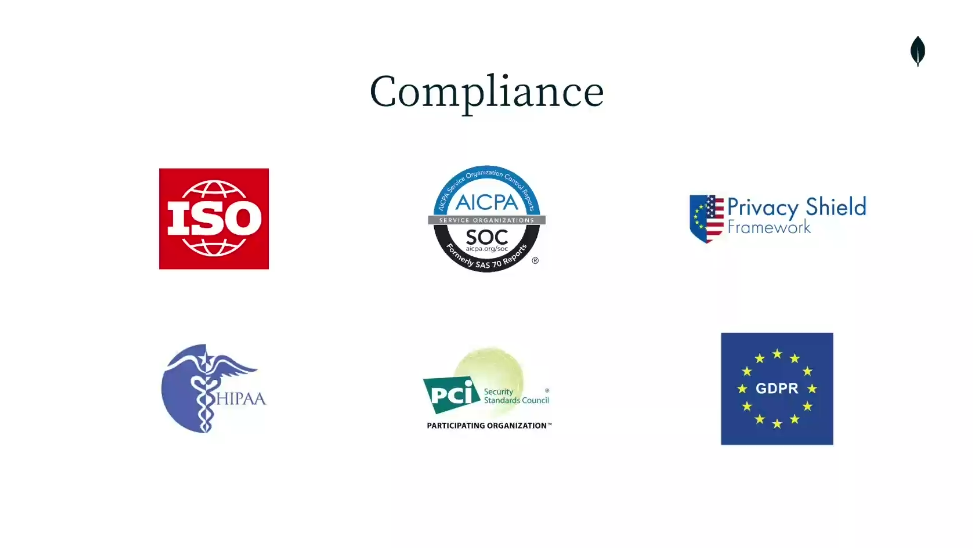 Compliance
ISO
AICPA Service Organization Control Reports
AICPA
SERVICE ORGANIZATIONS
SOC
aicpa.org/soc
Formerly SAS 70 Reports
®
Privacy Shield
Framework
HIPAA
PCi Security ®
Standards Council
PARTICIPATING ORGANIZATION™
GDPR